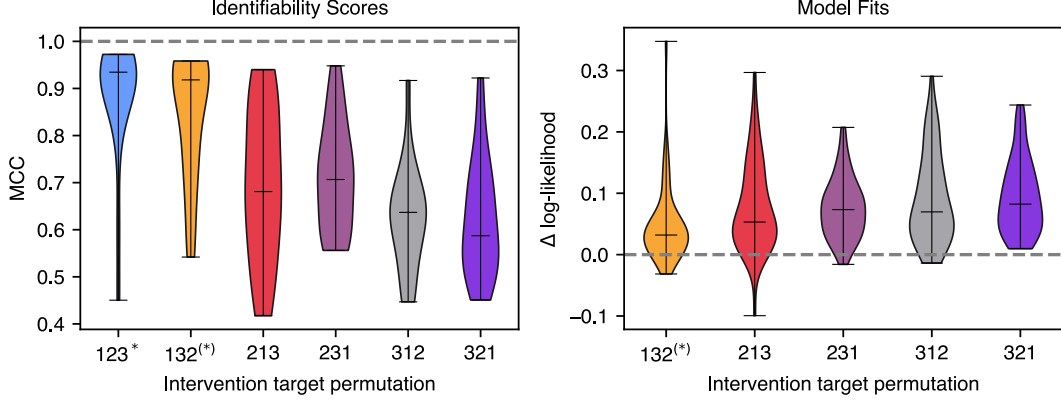 Identifiability Scores
MCC
1.0
0.9
0.8
0.7
0.6
0.5
0.4
123* 132(*) 213 231 312 321
Intervention target permutation
Model Fits
Δ log-likelihood
0.3
0.2
0.1
0.0
−0.1
132(*) 213 231 312 321
Intervention target permutation